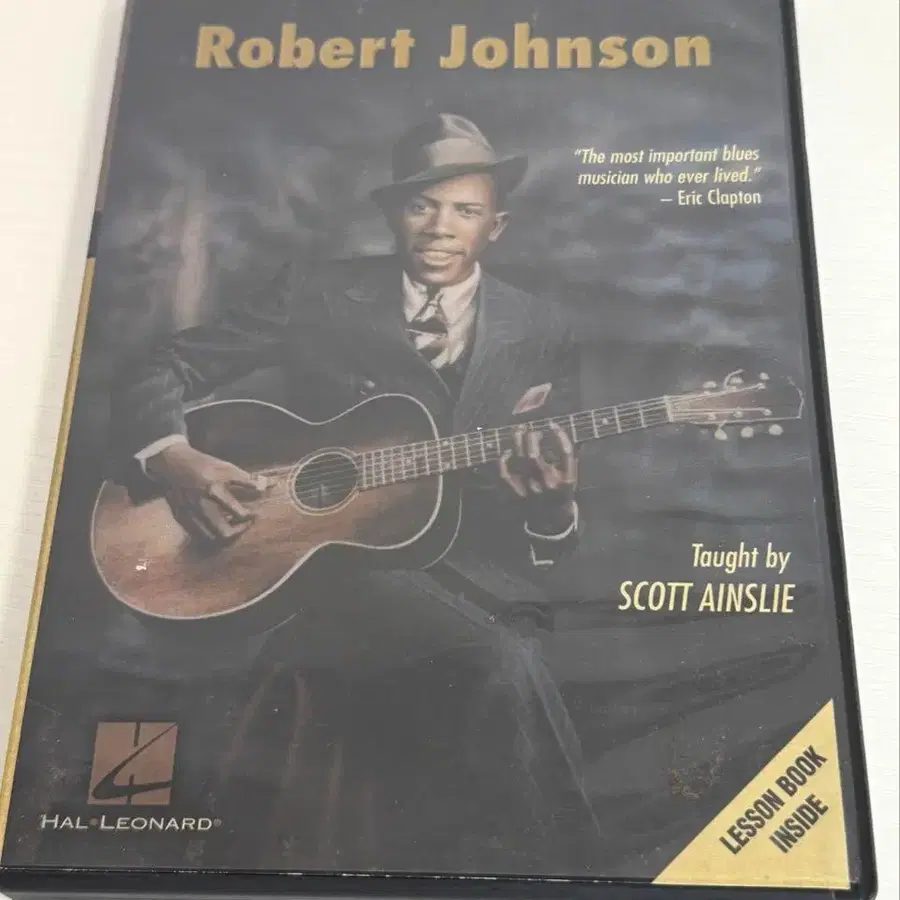 Robert Johnson
“The most important blues
musician who ever lived.”
– Eric Clapton
Taught by
SCOTT AINSLIE
HAL•LEONARD®
LESSON BOOK
INSIDE